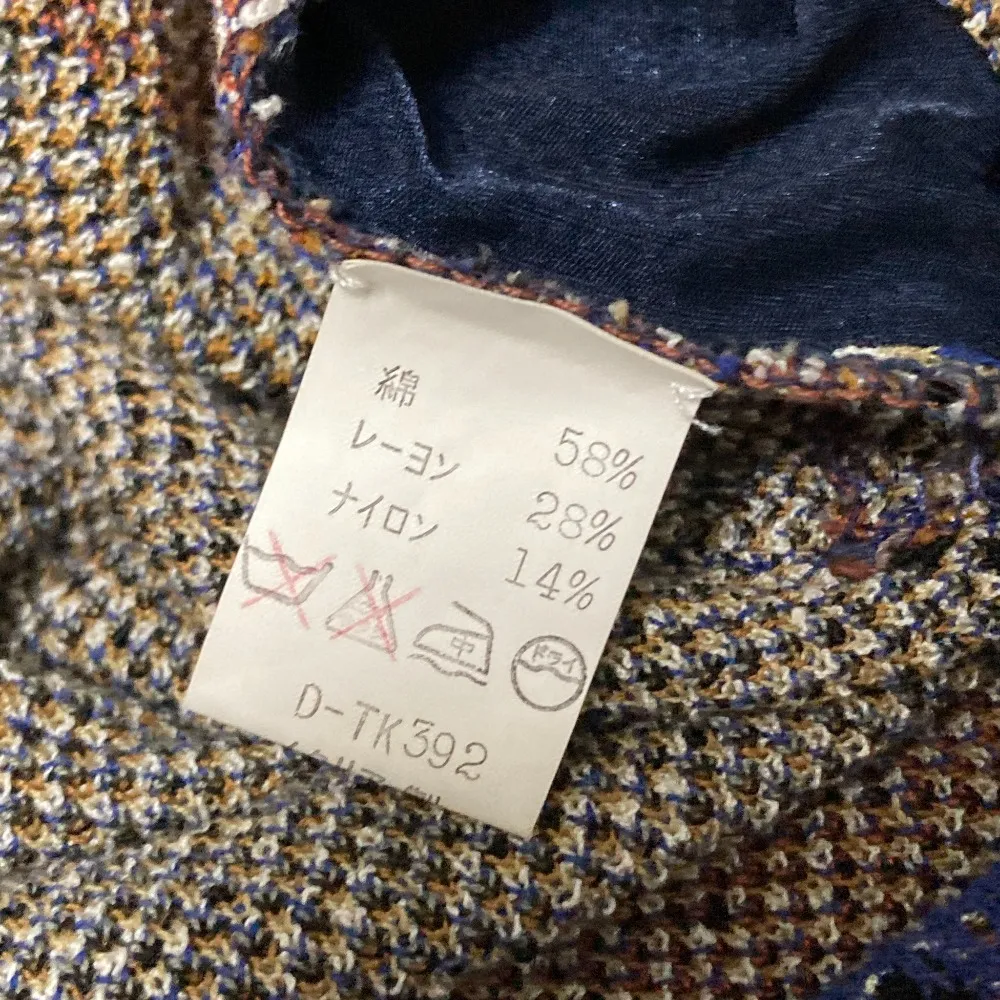 綿 58%
レーヨン 28%
ナイロン 14%
中 ドライ
D-TK392